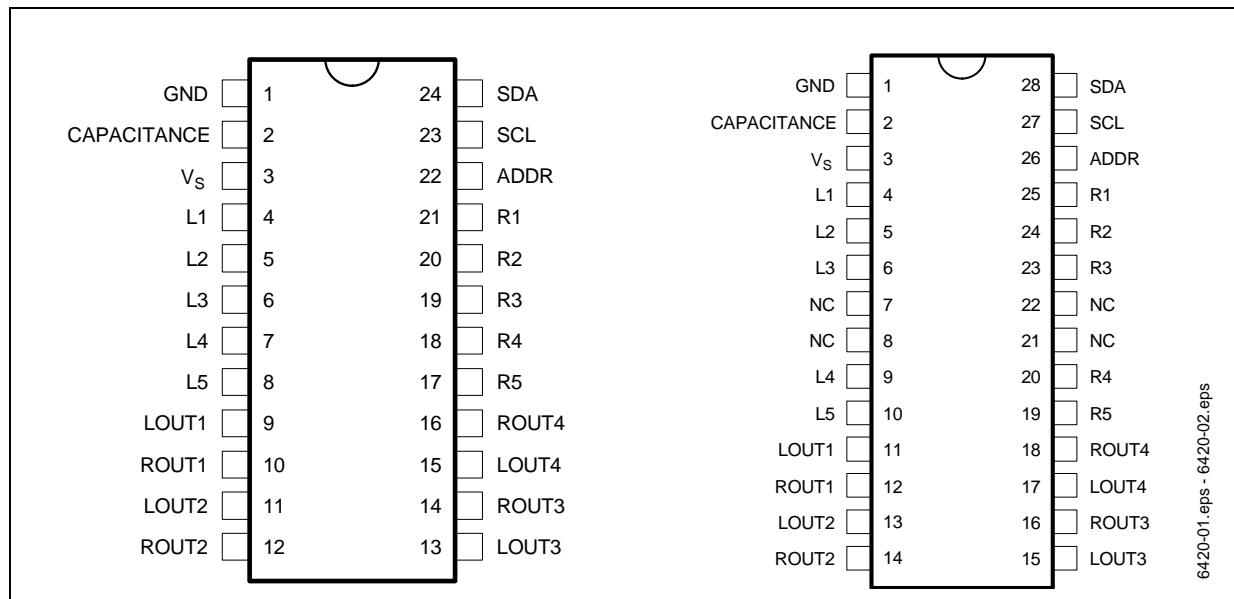 GND 1 24 SDA
CAPACITANCE 2 23 SCL
VS 3 22 ADDR
L1 4 21 R1
L2 5 20 R2
L3 6 19 R3
L4 7 18 R4
L5 8 17 R5
LOUT1 9 16 ROUT4
ROUT1 10 15 LOUT4
LOUT2 11 14 ROUT3
ROUT2 12 13 LOUT3
GND 1 28 SDA
CAPACITANCE 2 27 SCL
VS 3 26 ADDR
L1 4 25 R1
L2 5 24 R2
L3 6 23 R3
NC 7 22 NC
NC 8 21 NC
L4 9 20 R4
L5 10 19 R5
LOUT1 11 18 ROUT4
ROUT1 12 17 LOUT4
LOUT2 13 16 ROUT3
ROUT2 14 15 LOUT3
6420-01.eps - 6420-02.eps